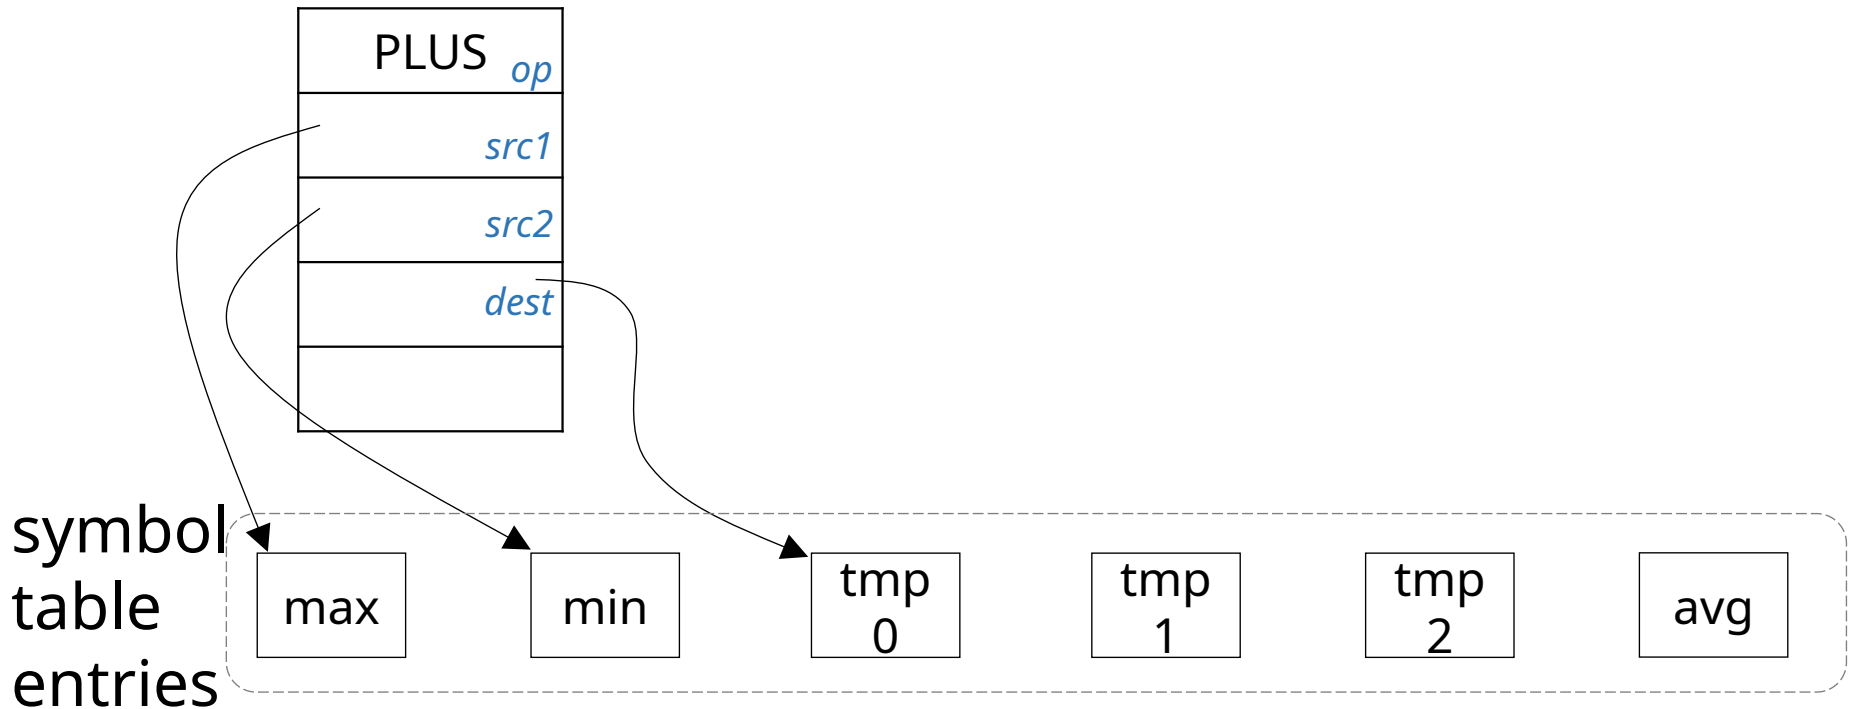 PLUS op
src1
src2
dest
symbol
table
entries
max
min
tmp
0
tmp
1
tmp
2
avg